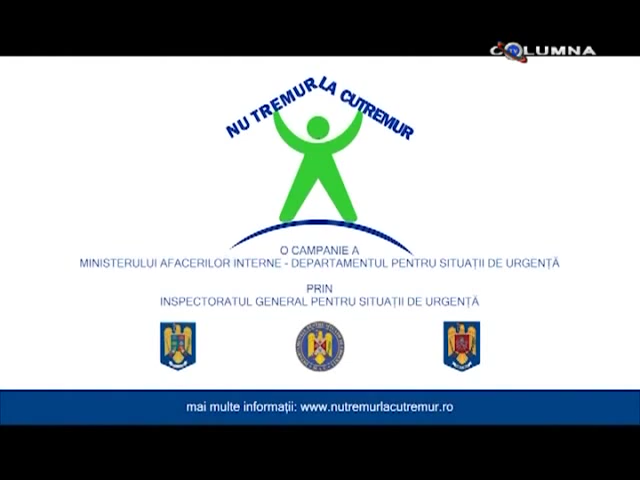 COLUMNA
TV
NU TREMUR LA CUTREMUR
O CAMPANIE A
MINISTERULUI AFACERILOR INTERNE - DEPARTAMENTUL PENTRU SITUAȚII DE URGENȚĂ
PRIN
INSPECTORATUL GENERAL PENTRU SITUAȚII DE URGENȚĂ
mai multe informații: www.nutremurlacutremur.ro